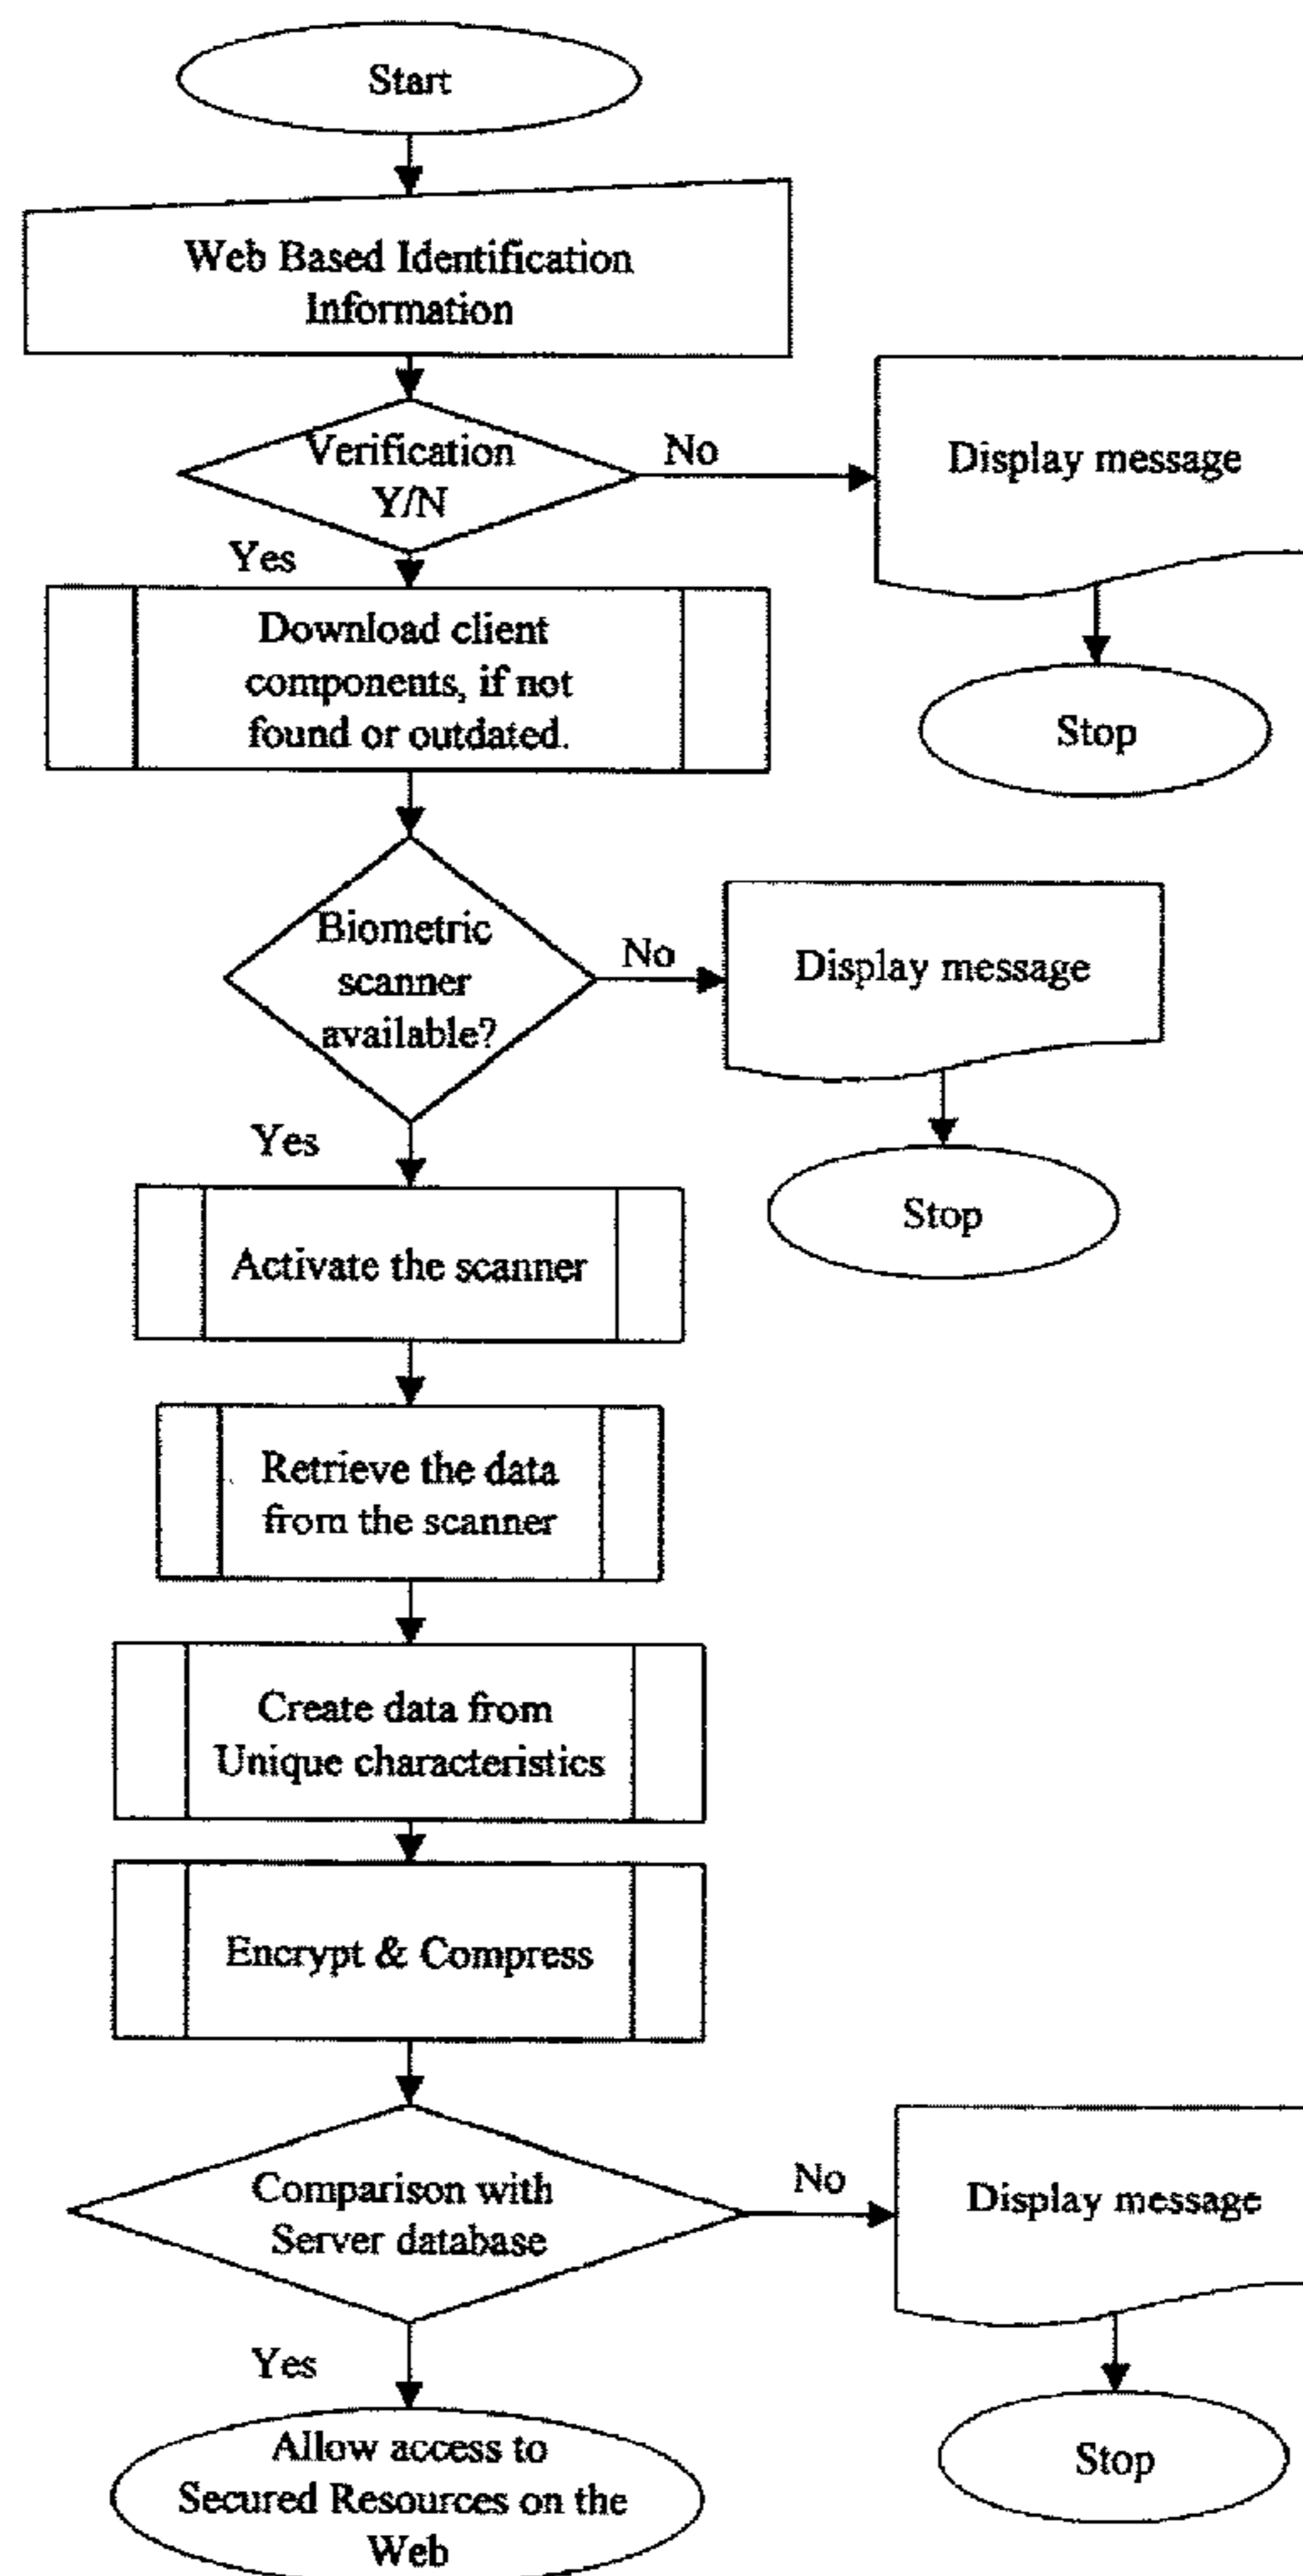 Start
Web Based Identification
Information
Verification
Y/N
No
Display message
Yes
Stop
Download client
components, if not
found or outdated.
Biometric
scanner
available?
No
Display message
Yes
Stop
Activate the scanner
Retrieve the data
from the scanner
Create data from
Unique characteristics
Encrypt & Compress
Comparison with
Server database
No
Display message
Yes
Stop
Allow access to
Secured Resources on the
Web